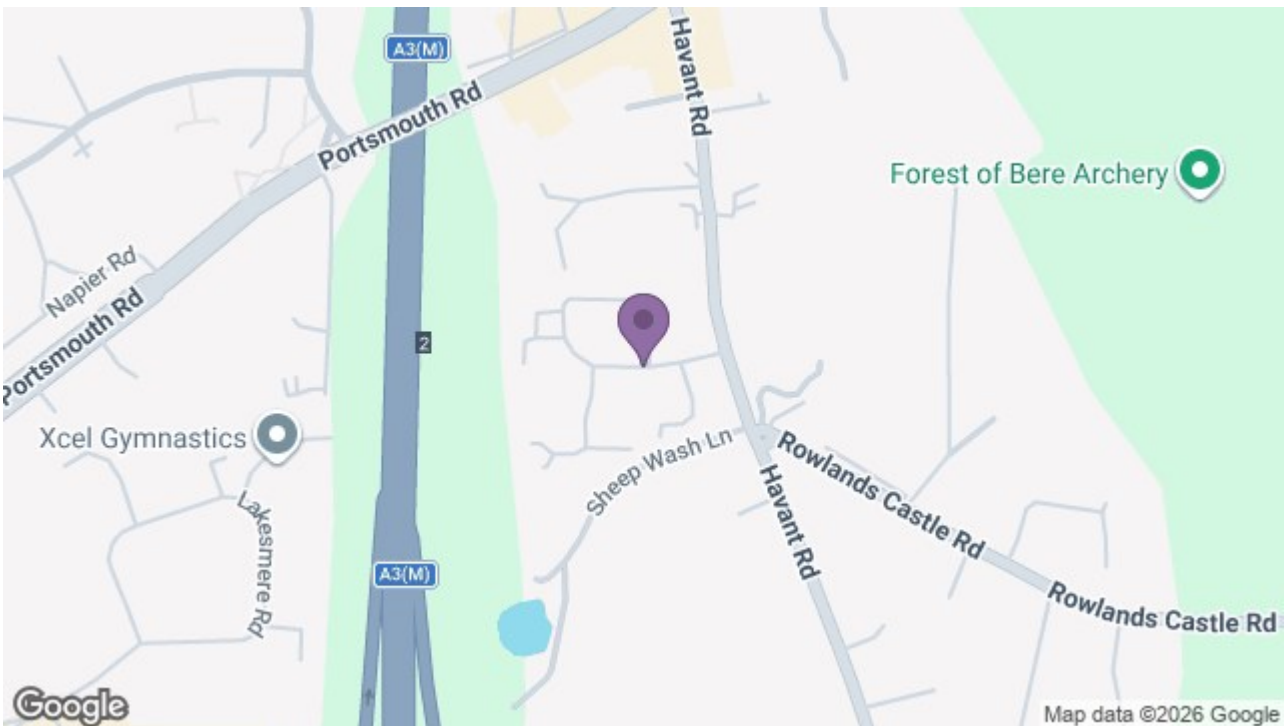 A3(M)
Portsmouth Rd
Havant Rd
Forest of Bere Archery
Napier Rd
Portsmouth Rd
2
Xcel Gymnastics
Sheep Wash Ln
Rowlands Castle Rd
Havant Rd
Lakesmere Rd
A3(M)
Rowlands Castle Rd
Google
Map data ©2026 Google